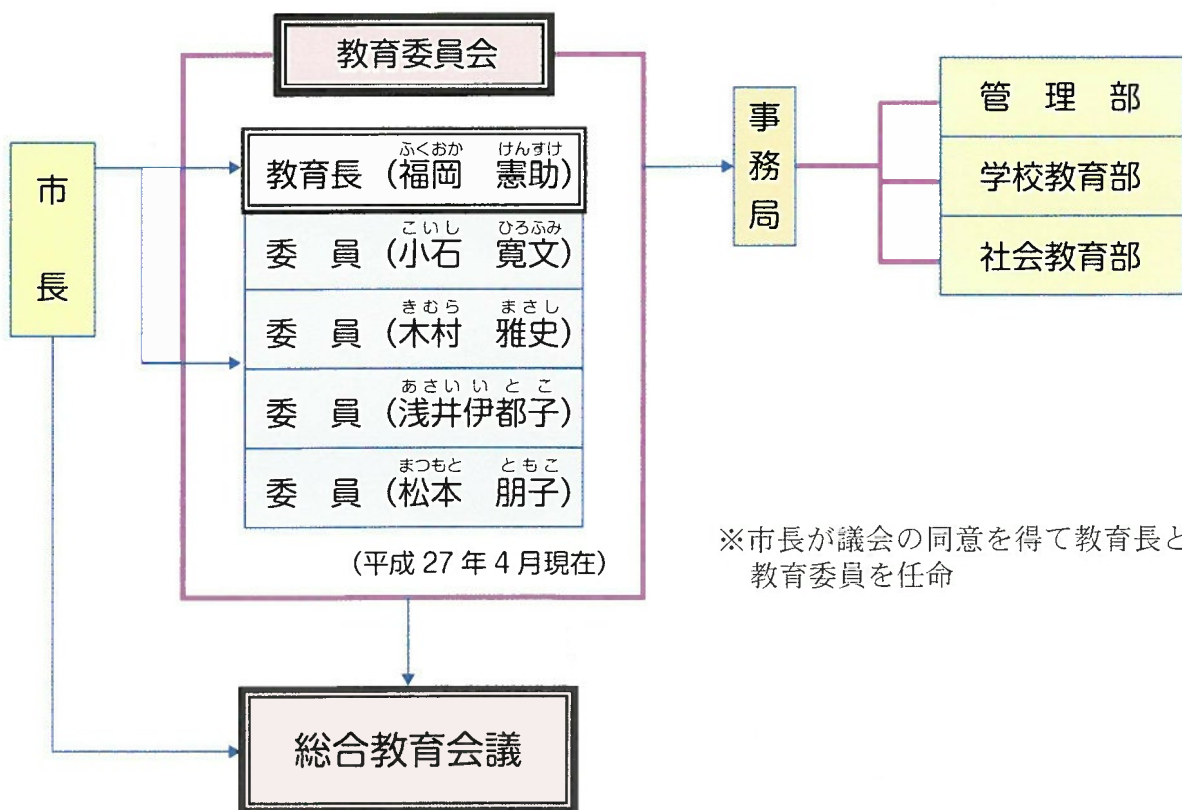 教育委員会
市長
教育長（福岡　憲助）
ふくおか　けんすけ
委　員（小石　寛文）
こいし　ひろふみ
委　員（木村　雅史）
きむら　まさし
委　員（浅井伊都子）
あさい い と こ
委　員（松本　朋子）
まつもと　ともこ
（平成 27 年 4 月現在）
総合教育会議
事務局
管　理　部
学校教育部
社会教育部
※市長が議会の同意を得て教育長と
教育委員を任命